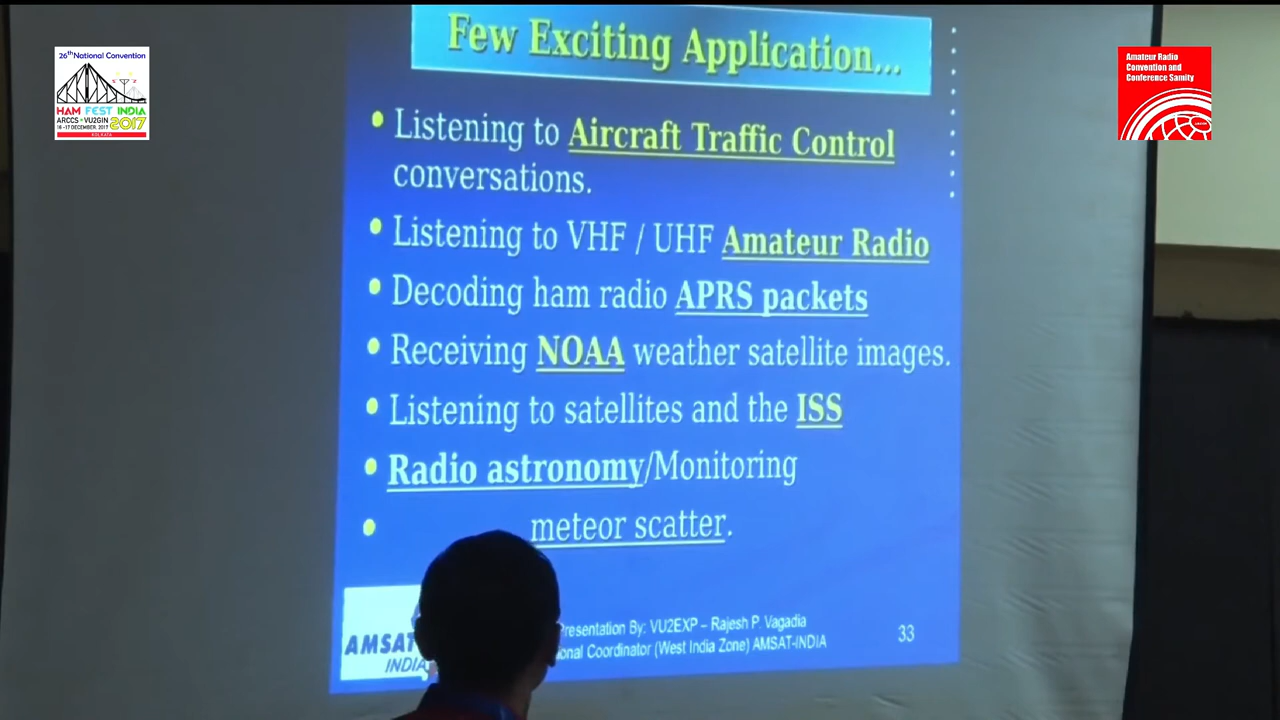 26th National Convention
HAM FEST INDIA
ARCCS + VU2GIN
16 - 17 DECEMBER, 2017
2017
KOLKATA
Amateur Radio
Convention and
Conference Samity
Few Exciting Application...
• Listening to Aircraft Traffic Control
conversations.
• Listening to VHF / UHF Amateur Radio
• Decoding ham radio APRS packets
• Receiving NOAA weather satellite images.
• Listening to satellites and the ISS
• Radio astronomy/Monitoring
• meteor scatter.
AMSAT
INDIA
Presentation By: VU2EXP – Rajesh P. Vagadia
Coordinator (West India Zone) AMSAT-INDIA
33